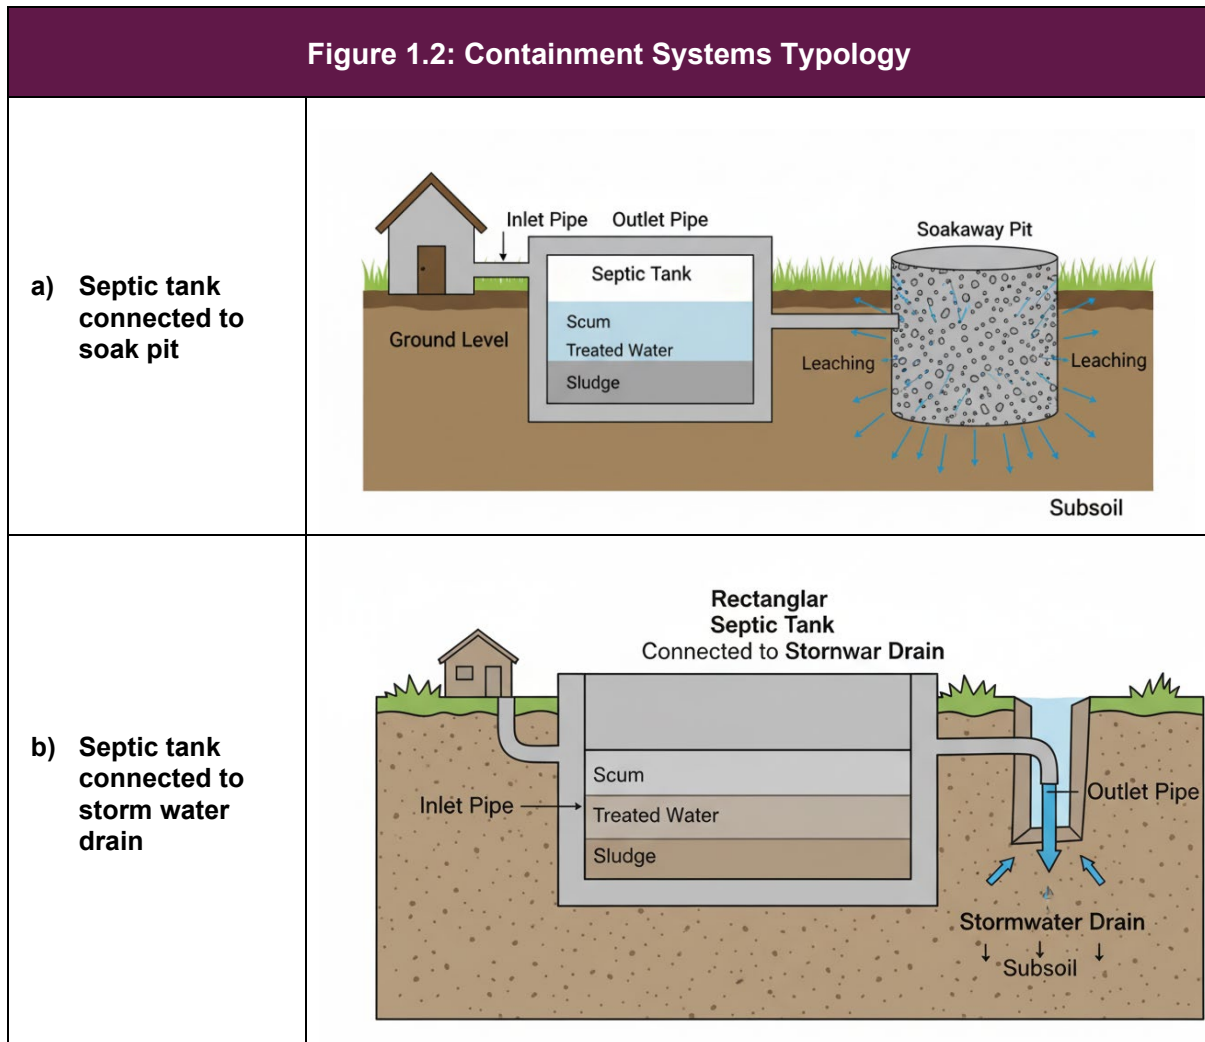 Figure 1.2: Containment Systems Typology
a) Septic tank
connected to
soak pit
Inlet Pipe Outlet Pipe
Soakaway Pit
Septic Tank
Scum
Ground Level
Treated Water
Leaching
Leaching
Sludge
Subsoil
b) Septic tank
connected to
storm water
drain
Rectanglar
Septic Tank
Connected to Stornwar Drain
Scum
Inlet Pipe
Outlet Pipe
Treated Water
Sludge
Stormwater Drain
Subsoil